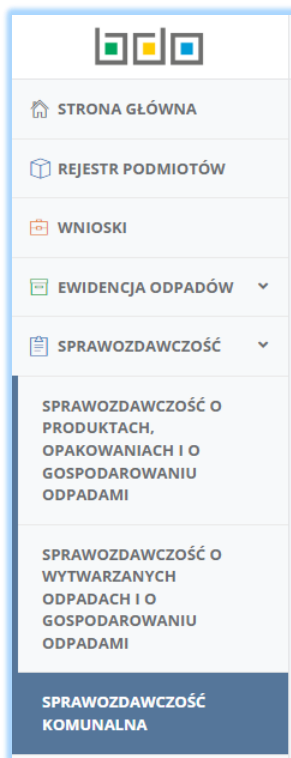 bdo
STRONA GŁÓWNA
REJESTR PODMIOTÓW
WNIOSKI
EWIDENCJA ODPADÓW
SPRAWOZDAWCZOŚĆ
SPRAWOZDAWCZOŚĆ O
PRODUKTACH,
OPAKOWANIACH I O
GOSPODAROWANIU
ODPADAMI
SPRAWOZDAWCZOŚĆ O
WYTWARZANYCH
ODPADACH I O
GOSPODAROWANIU
ODPADAMI
SPRAWOZDAWCZOŚĆ
KOMUNALNA